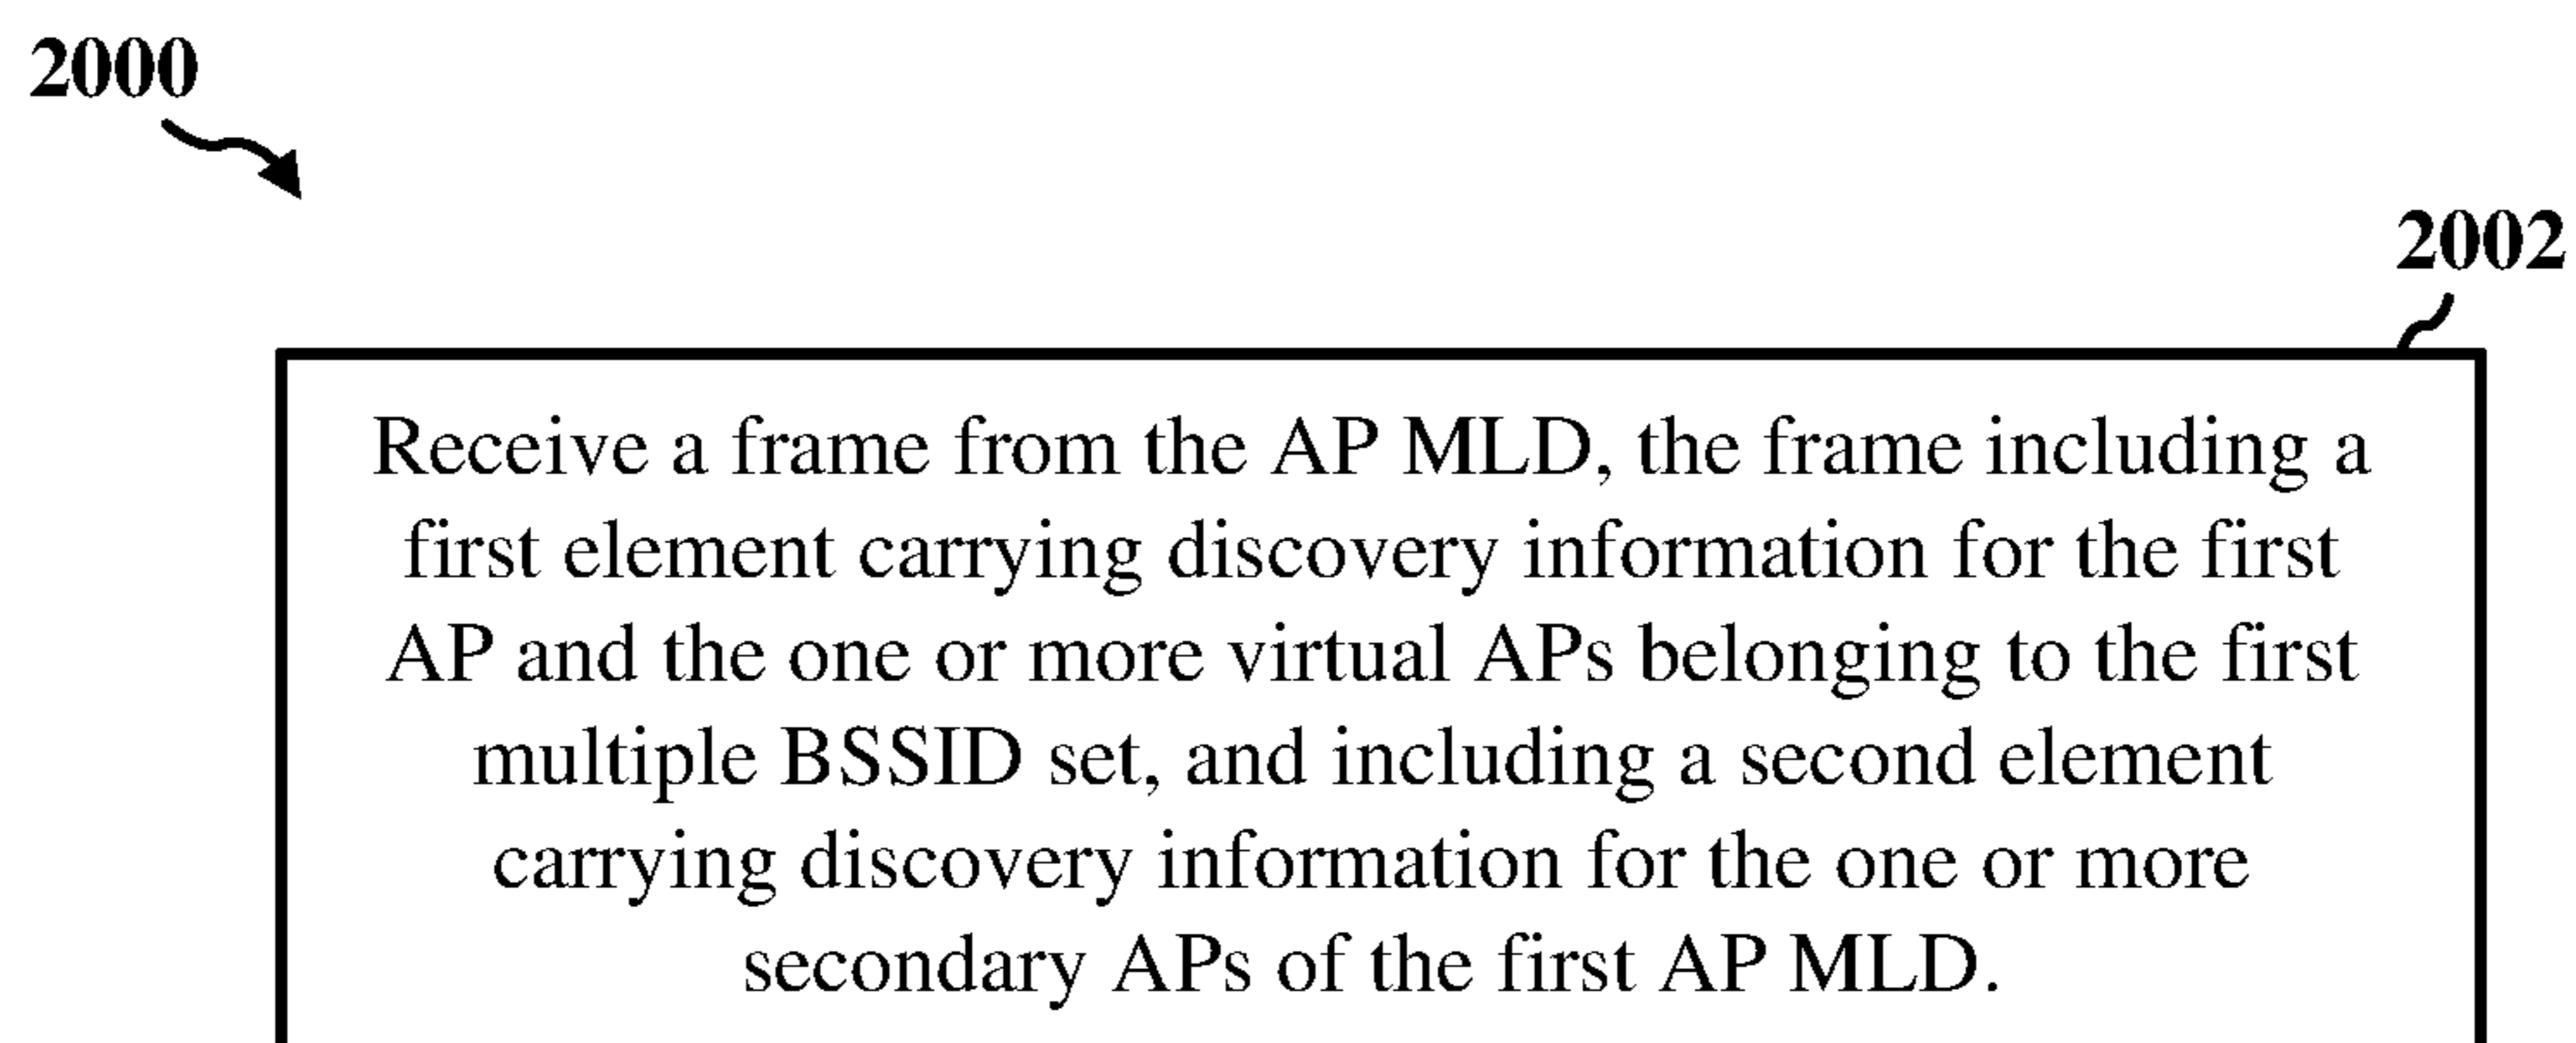 2000
2002
Receive a frame from the AP MLD, the frame including a
first element carrying discovery information for the first
AP and the one or more virtual APs belonging to the first
multiple BSSID set, and including a second element
carrying discovery information for the one or more
secondary APs of the first AP MLD.